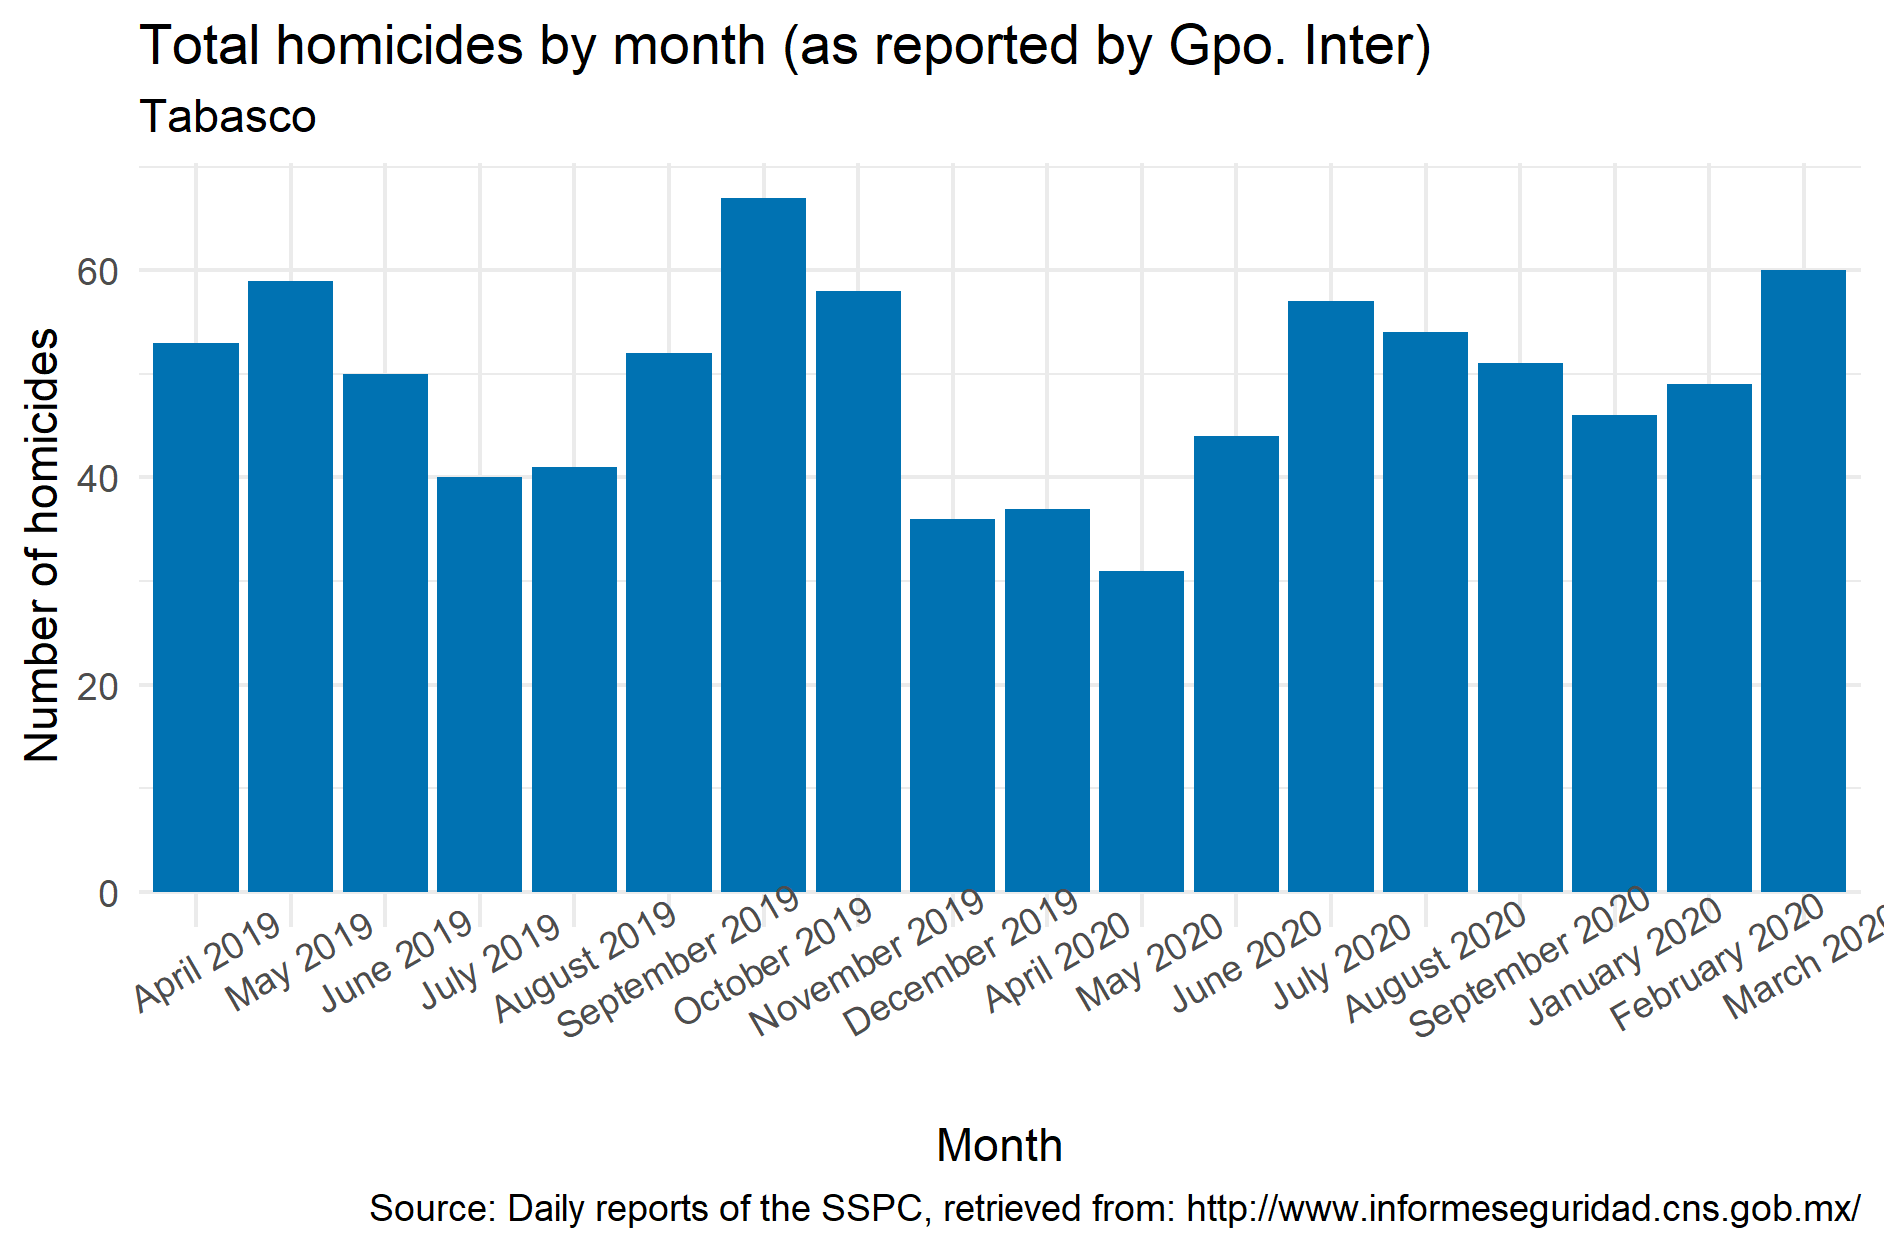 Total homicides by month (as reported by Gpo. Inter)
Tabasco
Number of homicides
60
40
20
0
April 2019
May 2019
June 2019
July 2019
August 2019
September 2019
October 2019
November 2019
December 2019
April 2020
May 2020
June 2020
July 2020
August 2020
September 2020
January 2020
February 2020
March 2020
Month
Source: Daily reports of the SSPC, retrieved from: http://www.informeseguridad.cns.gob.mx/